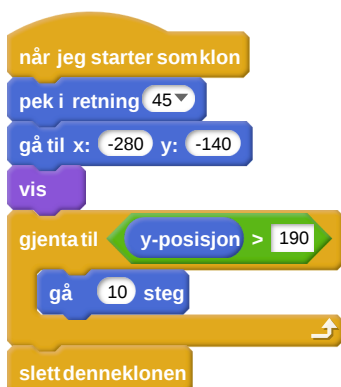 når jeg starter som klon
pek i retning 45
gå til x: -280 y: -140
vis
gjenta til y-posisjon > 190
gå 10 steg
slett denne klonen